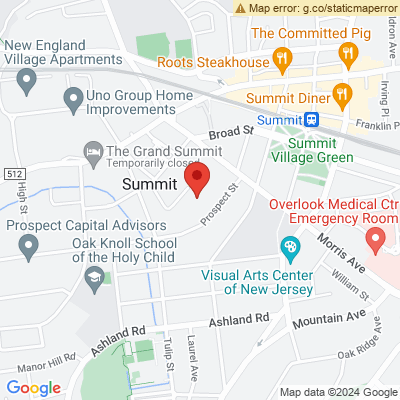 Map error: g.co/staticmaperror
The Committed Pig
New England
Village Apartments
Roots Steakhouse
Uno Group Home
Improvements
Summit Diner
Irving Pl.
Summit
Franklin P
Broad St
Summit
Village Green
The Grand Summit
Temporarily closed
512
High St
Summit
Prospect St
Overlook Medical Ctr
Emergency Room
Prospect Capital Advisors
Oak Knoll School
of the Holy Child
Morris Ave
Visual Arts Center
of New Jersey
William St
Mountain Ave
Ashland Rd
Ashland Rd
Manor Hill Rd
Tulip St
Laurel Ave
Oak Ridge Ave
Google
Map data ©2024 Google